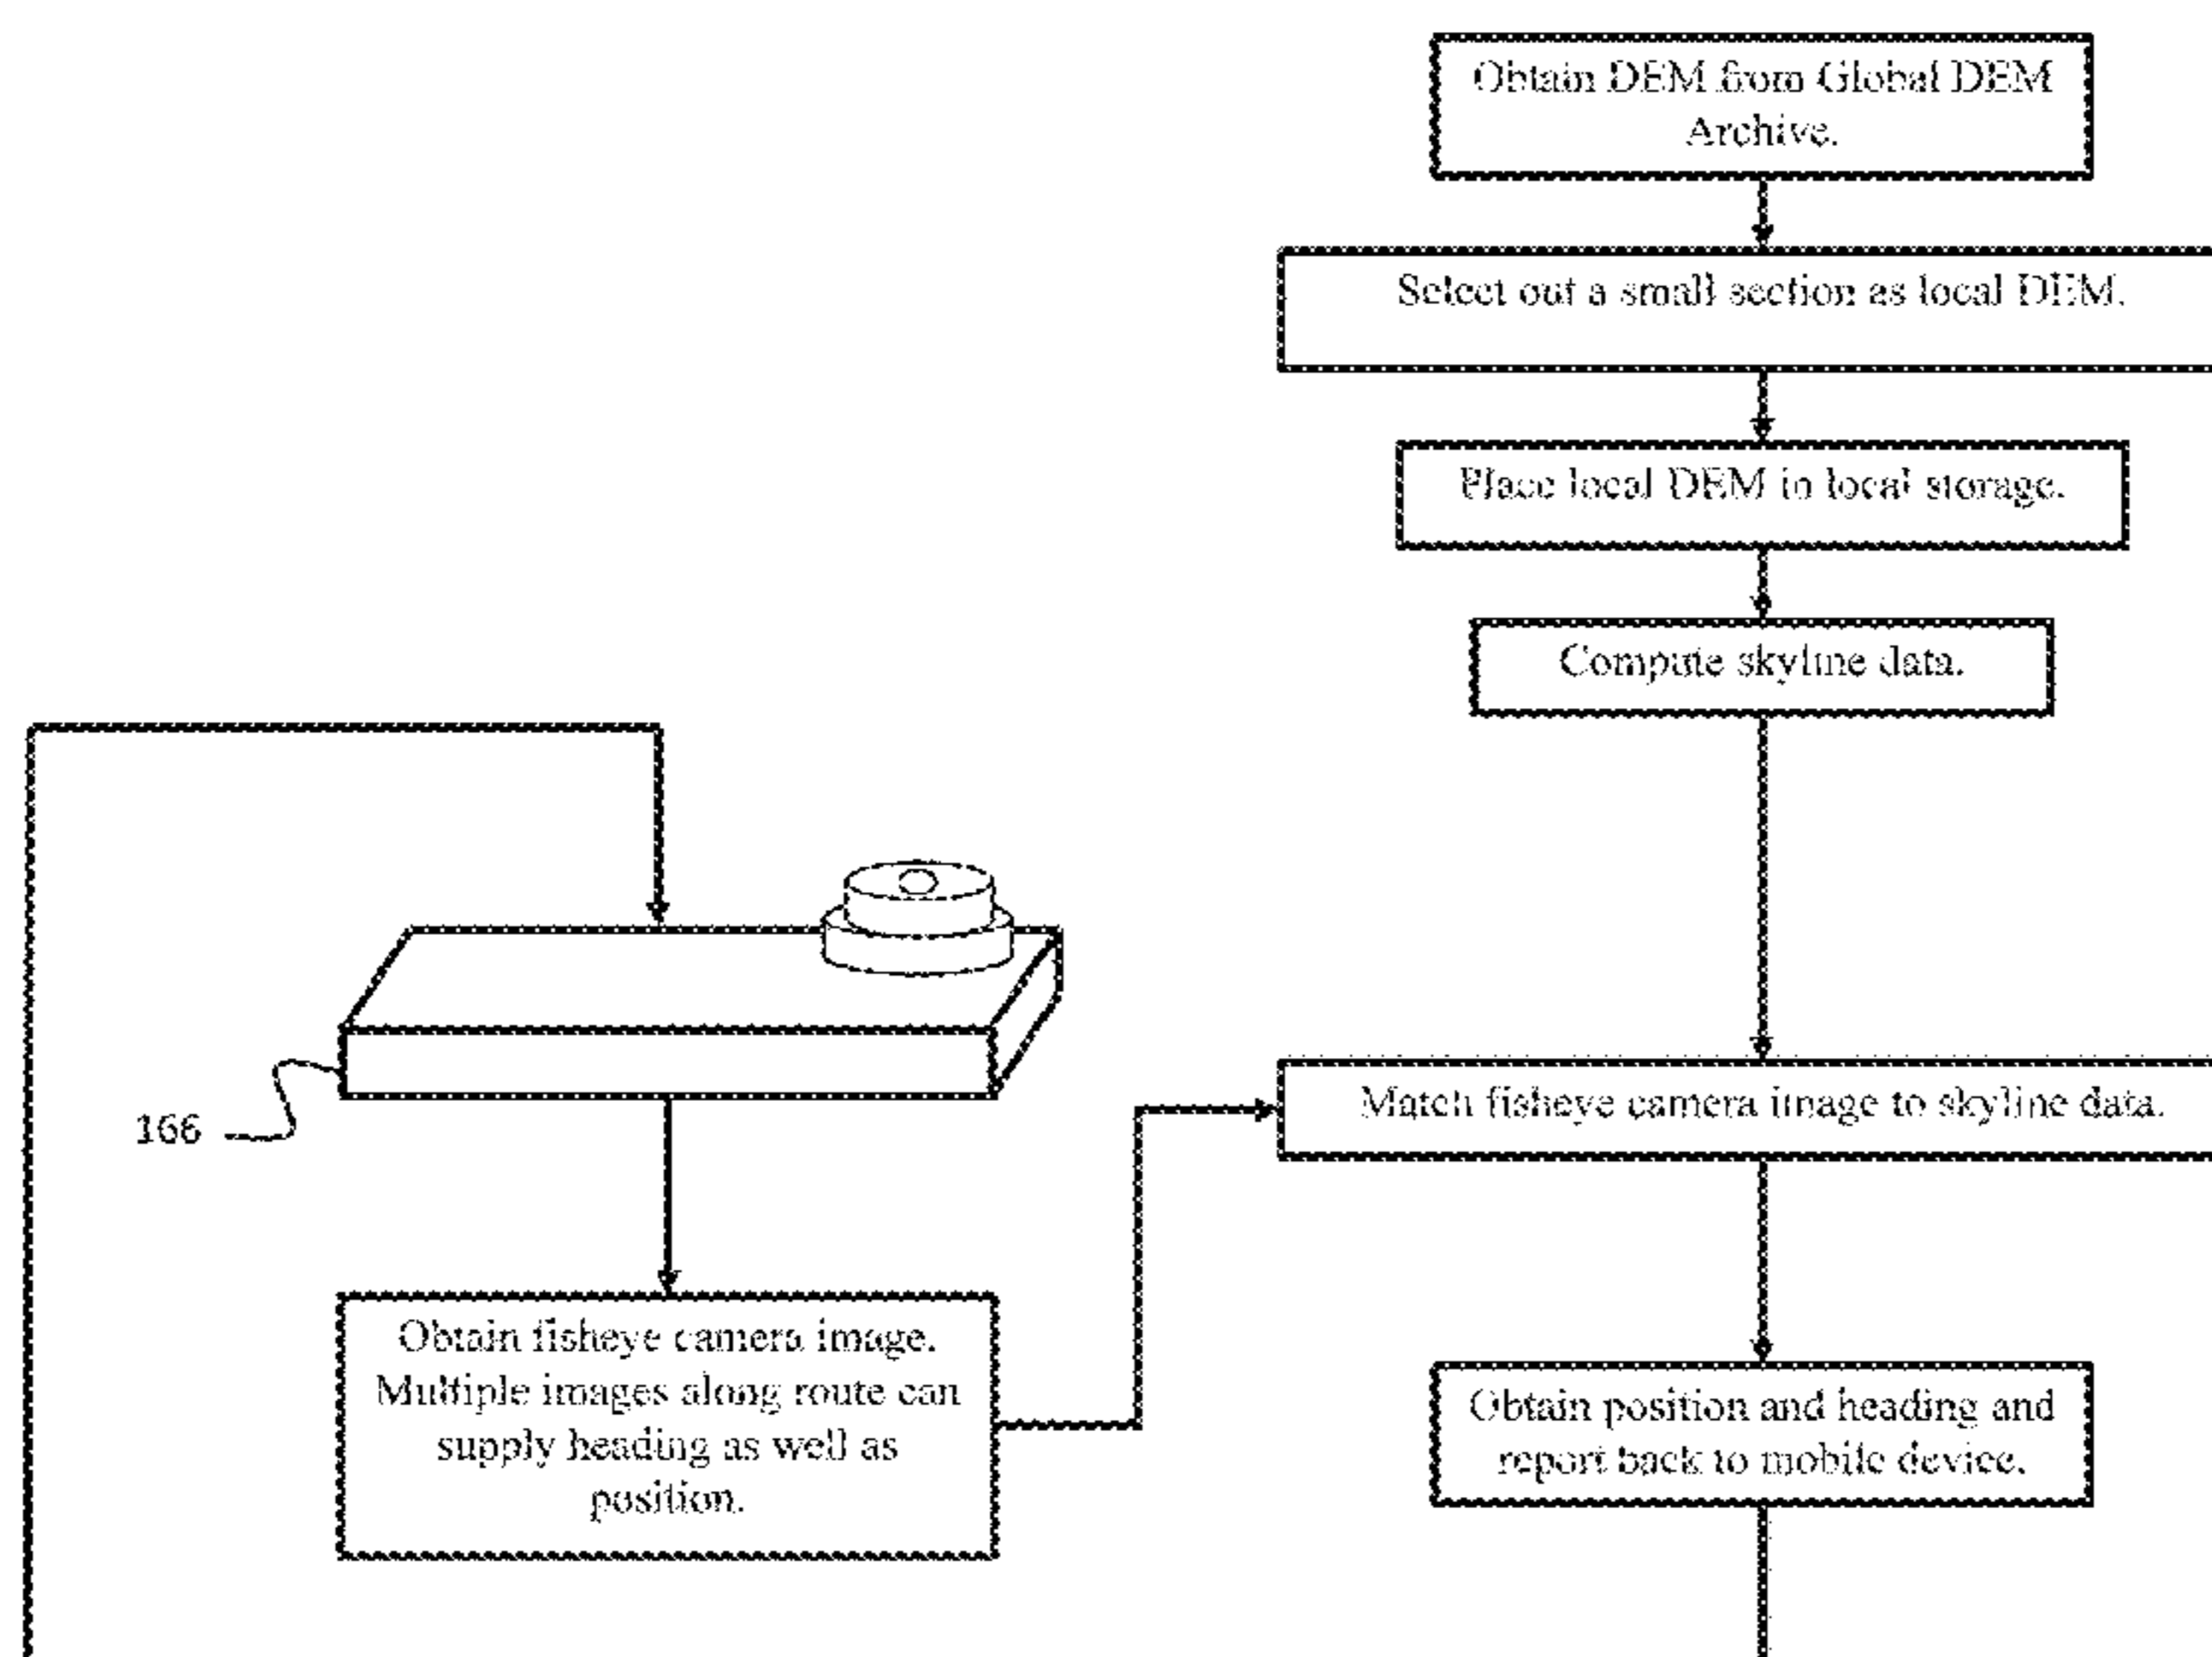 Obtain DEM from Global DEM
Archive.
Select out a small section as local DEM.
Place local DEM in local storage.
Compute skyline data.
166
Match fisheye camera image to skyline data.
Obtain fisheye camera image.
Multiple images along route can
supply heading as well as
position.
Obtain position and heading and
report back to mobile device.